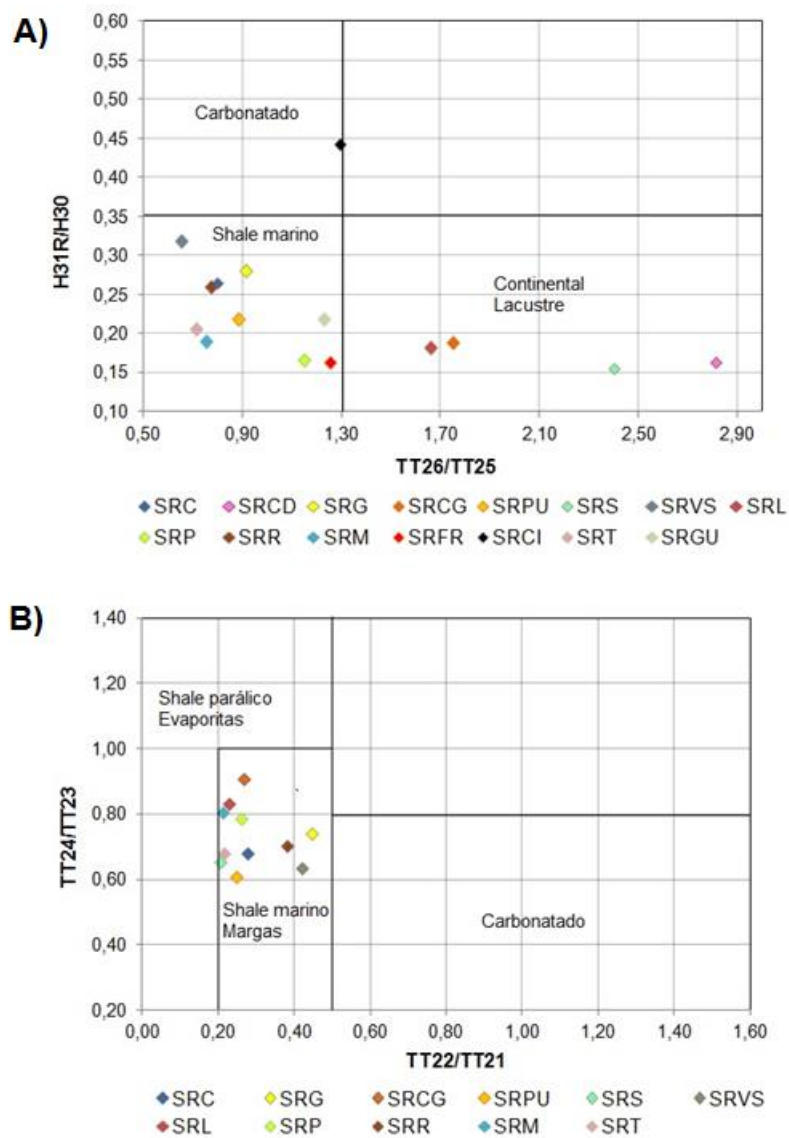 A)
0,60
0,55
0,50
Carbonatado
0,45
0,40
H31R/H30
0,35
Shale marino
0,30
Continental
Lacustre
0,25
0,20
0,15
0,10
0,50 0,90 1,30 1,70 2,10 2,50 2,90
TT26/TT25
SRC SRCD SRG SRCG SRPU SRS SRVS SRL
SRP SRR SRM SRFR SRCI SRT SRGU
B)
1,40
1,20
Shale parálico
Evaporitas
1,00
TT24/TT23
0,80
0,60
Shale marino
Margas
Carbonatado
0,40
0,20
0,00 0,20 0,40 0,60 0,80 1,00 1,20 1,40 1,60
TT22/TT21
SRC SRG SRCG SRPU SRS SRVS
SRL SRP SRR SRM SRT